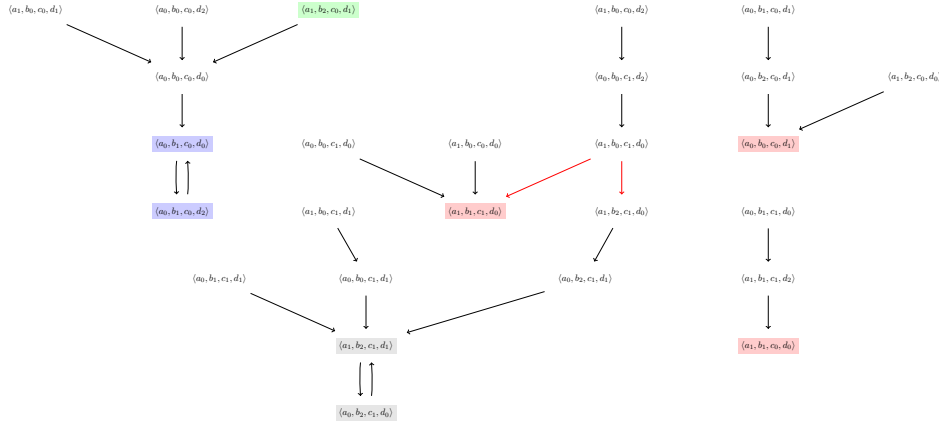 ⟨a₁, b₀, c₀, d₁⟩ ⟨a₀, b₀, c₀, d₂⟩ ⟨a₁, b₂, c₀, d₁⟩ ⟨a₁, b₀, c₀, d₂⟩ ⟨a₀, b₁, c₀, d₁⟩
⟨a₀, b₀, c₀, d₀⟩ ⟨a₀, b₀, c₁, d₂⟩ ⟨a₀, b₂, c₀, d₁⟩ ⟨a₁, b₂, c₀, d₀⟩
⟨a₀, b₁, c₀, d₀⟩ ⟨a₀, b₀, c₁, d₀⟩ ⟨a₁, b₀, c₀, d₀⟩ ⟨a₁, b₀, c₁, d₀⟩ ⟨a₀, b₀, c₀, d₁⟩
⟨a₀, b₁, c₀, d₂⟩ ⟨a₁, b₀, c₁, d₁⟩ ⟨a₁, b₁, c₁, d₀⟩ ⟨a₁, b₂, c₁, d₀⟩ ⟨a₀, b₁, c₁, d₀⟩
⟨a₀, b₁, c₁, d₁⟩ ⟨a₀, b₀, c₁, d₁⟩ ⟨a₀, b₂, c₁, d₁⟩ ⟨a₁, b₁, c₁, d₂⟩
⟨a₁, b₂, c₁, d₁⟩ ⟨a₁, b₁, c₀, d₀⟩
⟨a₀, b₂, c₁, d₀⟩